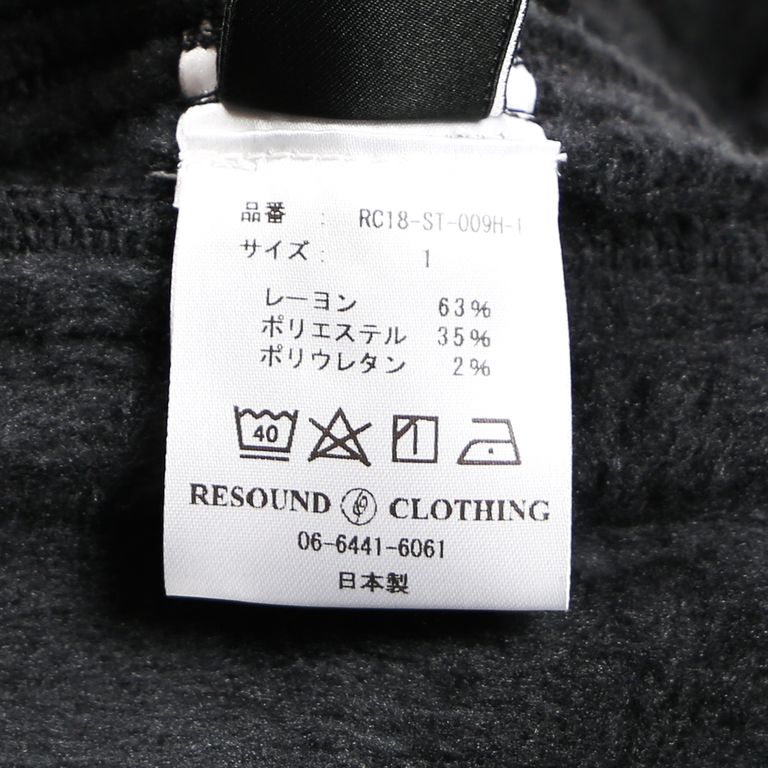 品番 : RC18-ST-009H-1
サイズ : 1
レーヨン 63%
ポリエステル 35%
ポリウレタン 2%
40
RESOUND CLOTHING
06-6441-6061
日本製